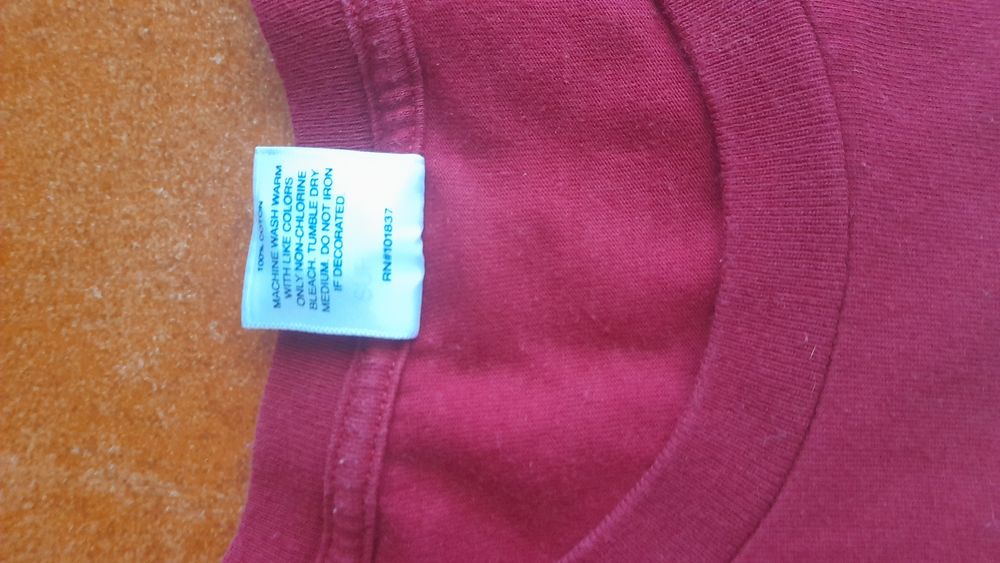 100% COTTON
MACHINE WASH WARM
WITH LIKE COLORS
ONLY NON-CHLORINE
BLEACH. TUMBLE DRY
MEDIUM. DO NOT IRON
IF DECORATED
RN#101837